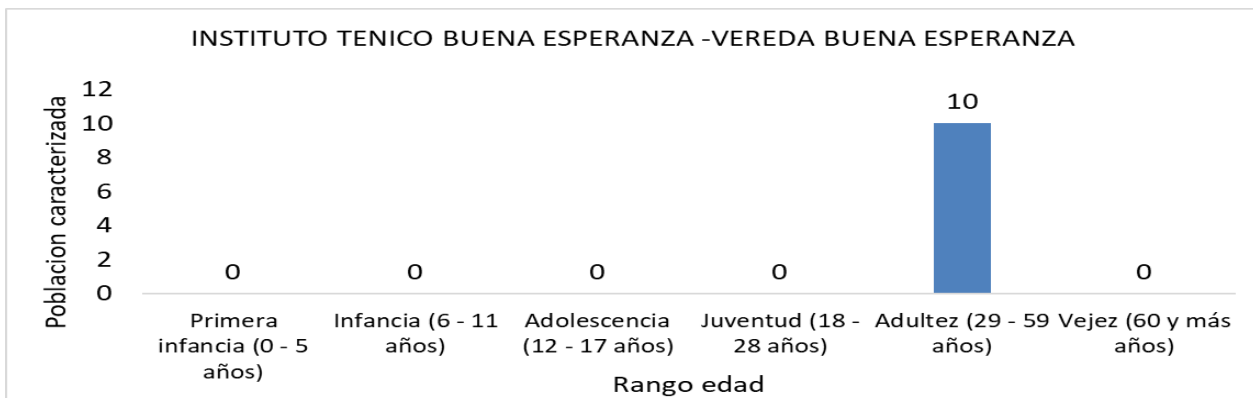 INSTITUTO TENICO BUENA ESPERANZA -VEREDA BUENA ESPERANZA
Poblacion caracterizada
12
10
8
6
4
2
0
0
0
0
0
10
0
Primera
infancia (0 - 5
años)
Infancia (6 - 11
años)
Adolescencia
(12 - 17 años)
Juventud (18 -
28 años)
Adultez (29 - 59
años)
Vejez (60 y más
años)
Rango edad